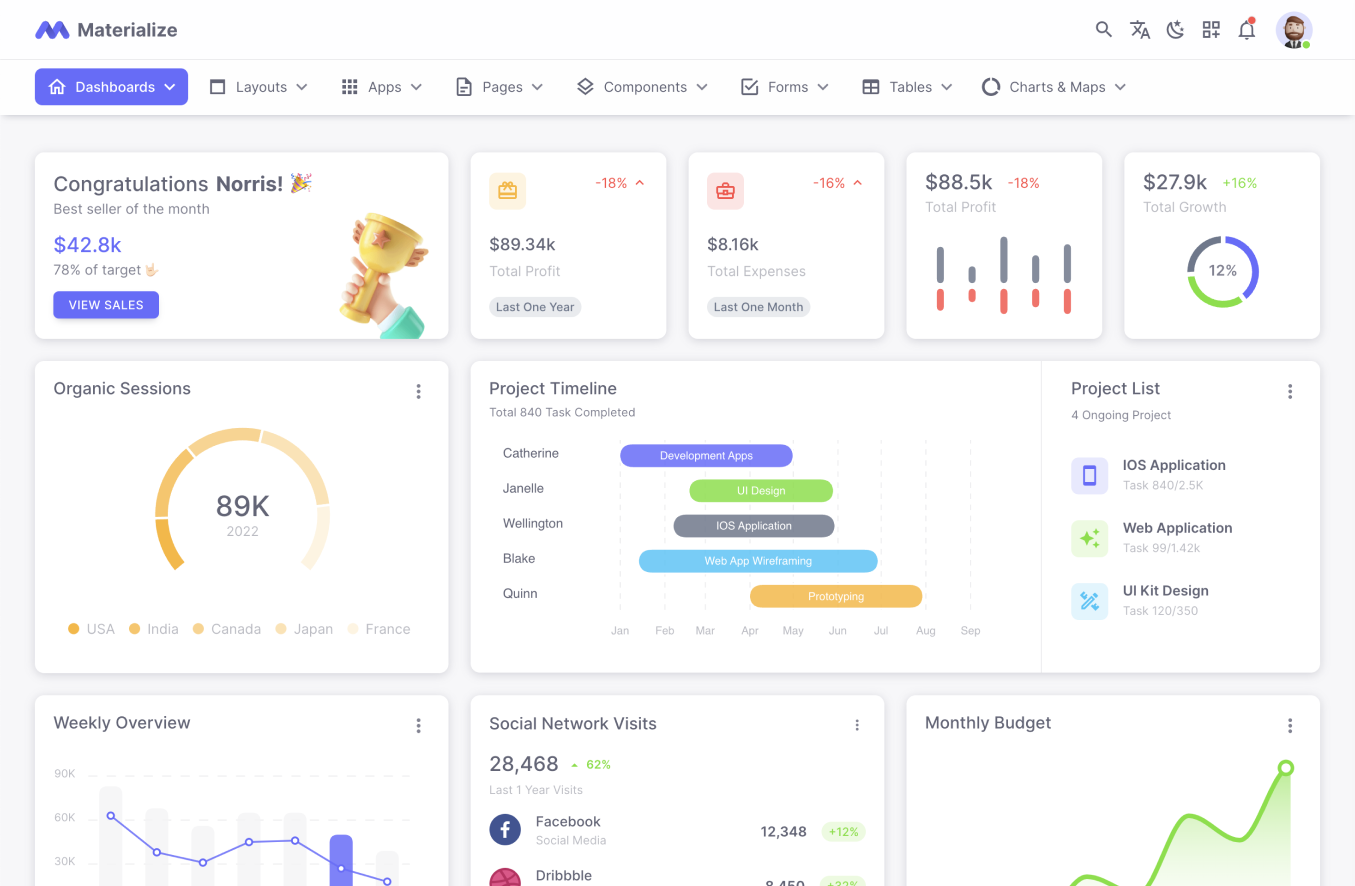 Materialize
Dashboards
Layouts
Apps
Pages
Components
Forms
Tables
Charts & Maps
Congratulations Norris! 🎉
Best seller of the month
$42.8k
78% of target 🤟🏻
VIEW SALES
-18%
$89.34k
Total Profit
Last One Year
-16%
$8.16k
Total Expenses
Last One Month
$88.5k -18%
Total Profit
$27.9k +16%
Total Growth
12%
Organic Sessions
89K
2022
USA India Canada Japan France
Project Timeline
Total 840 Task Completed
Catherine
Development Apps
Janelle
UI Design
Wellington
IOS Application
Blake
Web App Wireframing
Quinn
Prototyping
Jan Feb Mar Apr May Jun Jul Aug Sep
Project List
4 Ongoing Project
IOS Application
Task 840/2.5K
Web Application
Task 99/1.42k
UI Kit Design
Task 120/350
Weekly Overview
90K
60K
30K
Social Network Visits
28,468 62%
Last 1 Year Visits
Facebook
Social Media
12,348 +12%
Dribbble
8,450 +32%
Monthly Budget